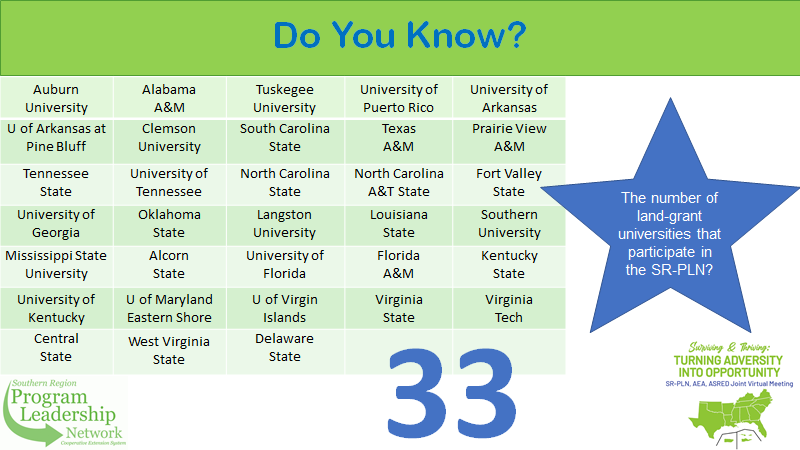 Do You Know?
Auburn
University
Alabama
A&M
Tuskegee
University
University of
Puerto Rico
University of
Arkansas
U of Arkansas at
Pine Bluff
Clemson
University
South Carolina
State
Texas
A&M
Prairie View
A&M
Tennessee
State
University of
Tennessee
North Carolina
State
North Carolina
A&T State
Fort Valley
State
University of
Georgia
Oklahoma
State
Langston
University
Louisiana
State
Southern
University
Mississippi State
University
Alcorn
State
University of
Florida
Florida
A&M
Kentucky
State
University of
Kentucky
U of Maryland
Eastern Shore
U of Virgin
Islands
Virginia
State
Virginia
Tech
Central
State
West Virginia
State
Delaware
State
33
The number of
land-grant
universities that
participate in
the SR-PLN?
Southern Region
Program
Leadership
Network
Cooperative Extension System
Surviving & Thriving:
TURNING ADVERSITY
INTO OPPORTUNITY
SR-PLN, AEA, ASRED Joint Virtual Meeting